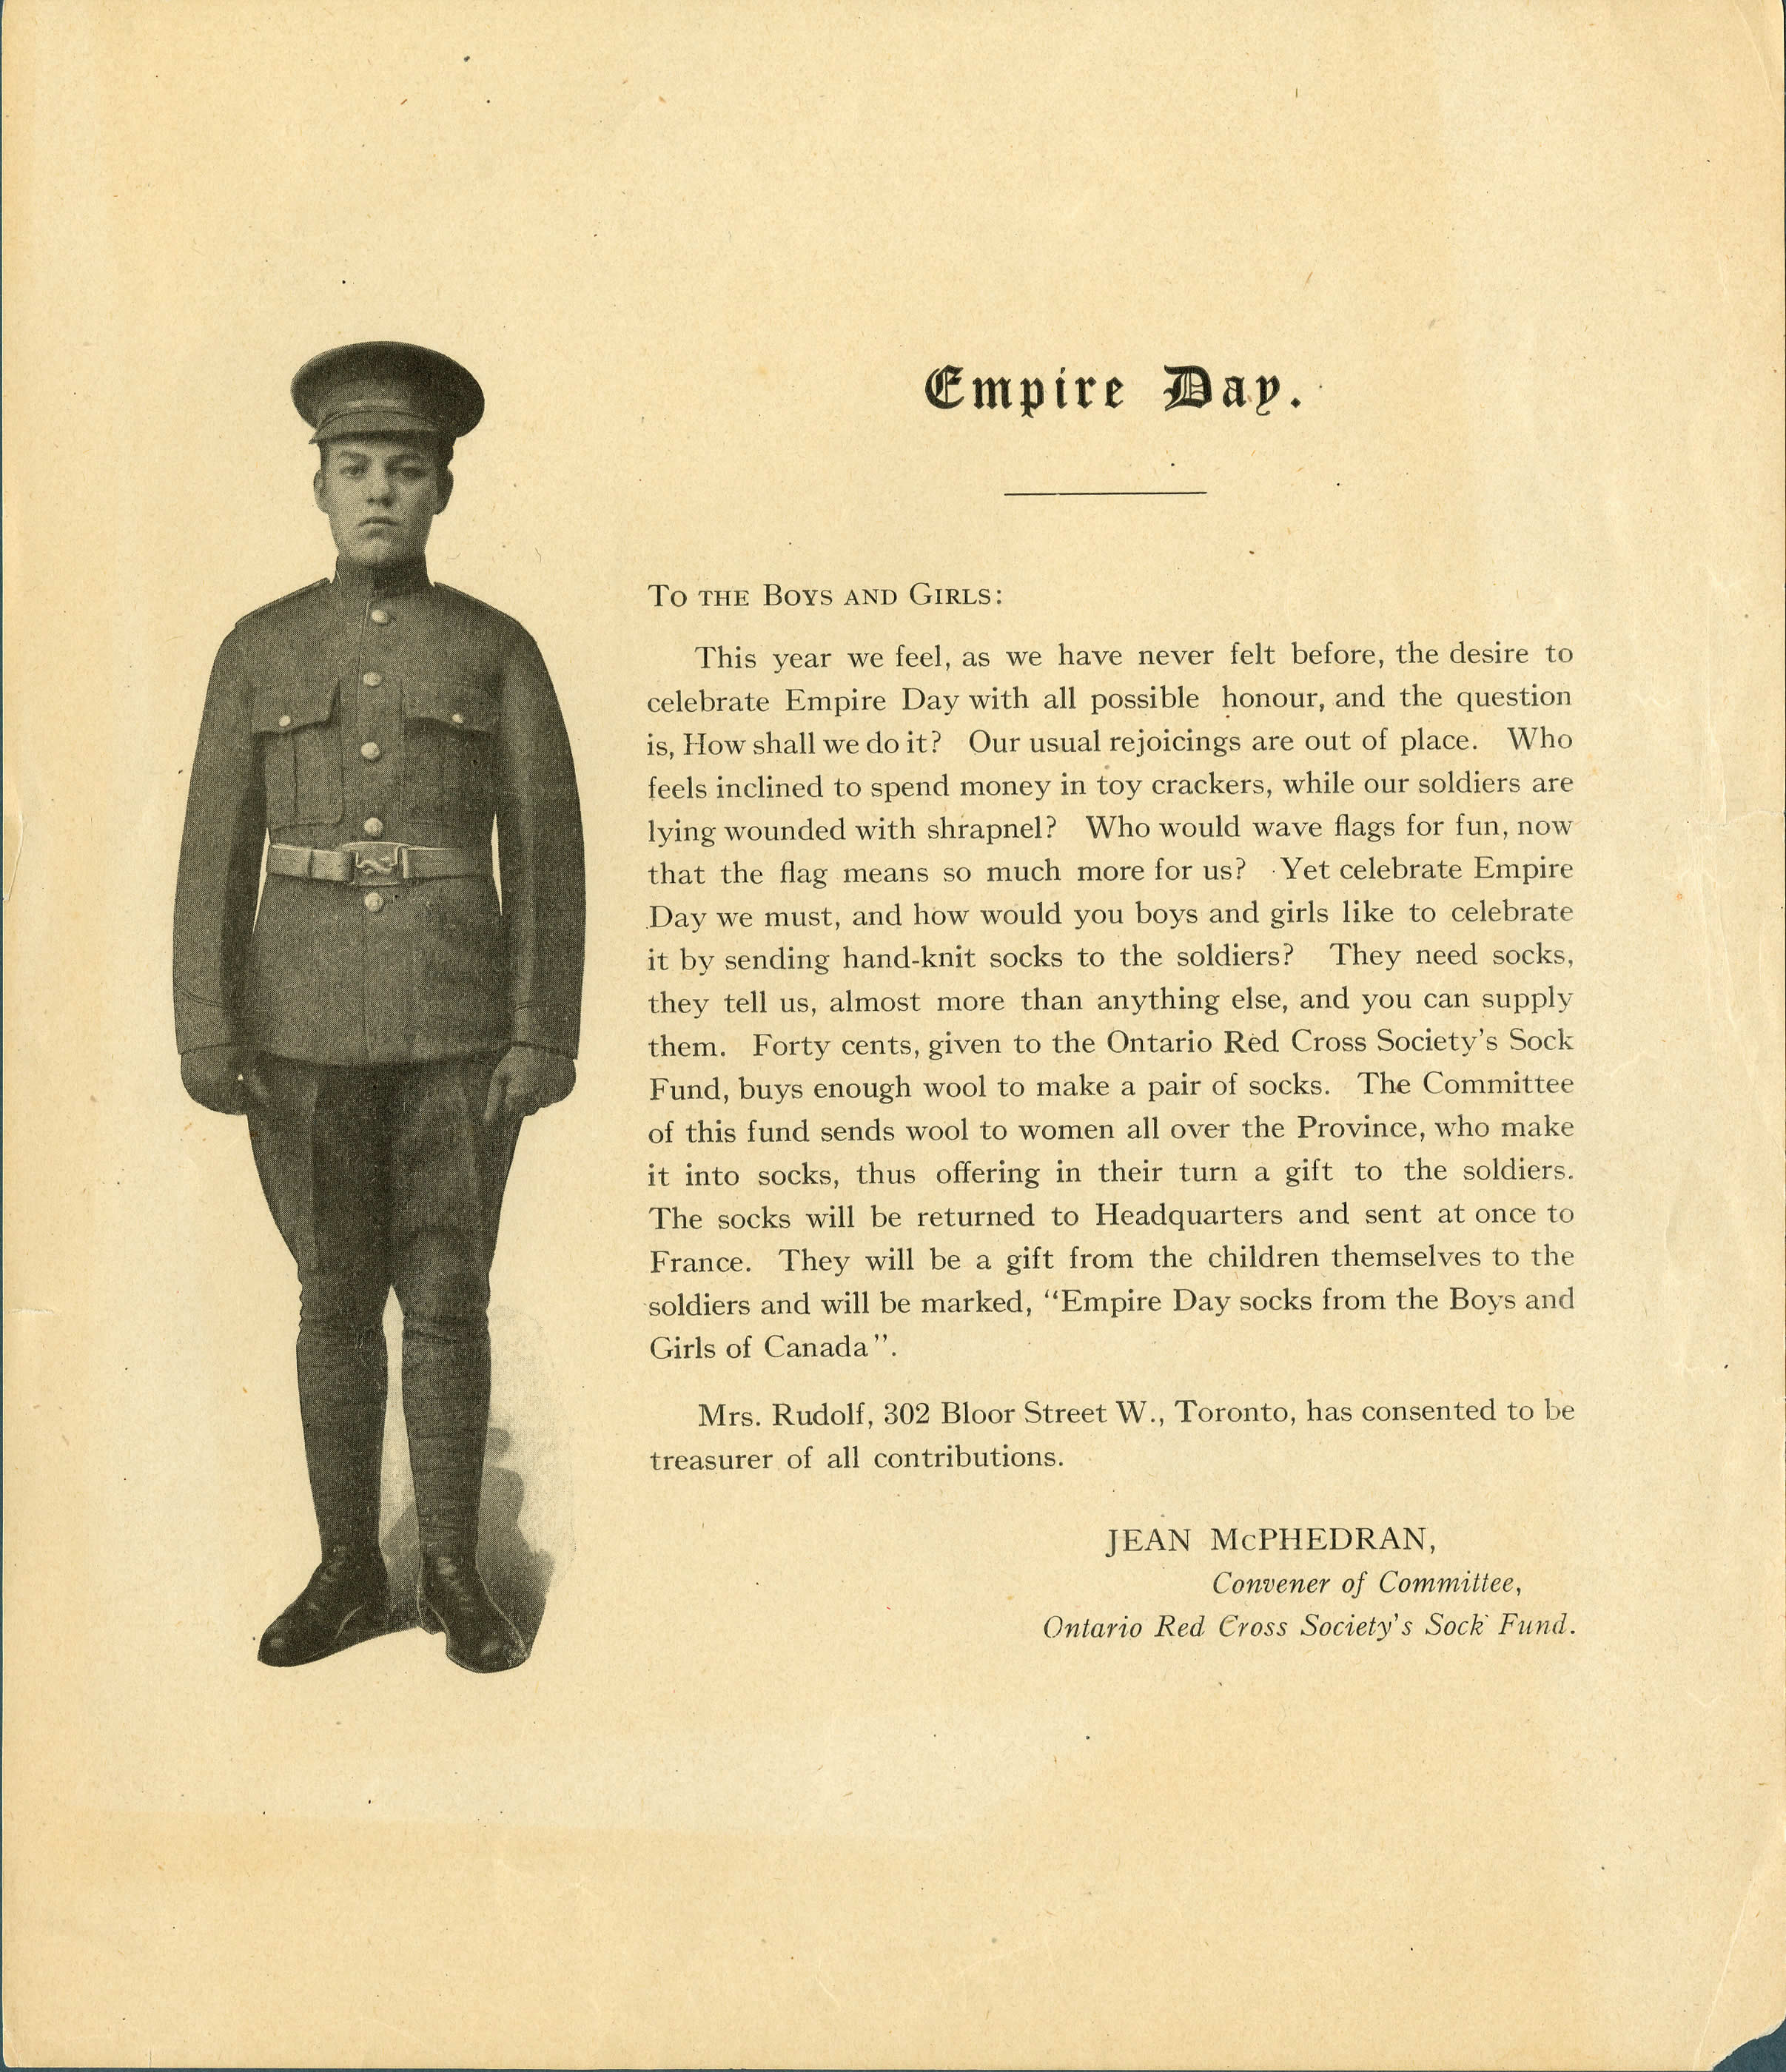 Empire Day.
To the Boys and Girls:
This year we feel, as we have never felt before, the desire to
celebrate Empire Day with all possible honour, and the question
is, How shall we do it? Our usual rejoicings are out of place. Who
feels inclined to spend money in toy crackers, while our soldiers are
lying wounded with shrapnel? Who would wave flags for fun, now
that the flag means so much more for us? Yet celebrate Empire
Day we must, and how would you boys and girls like to celebrate
it by sending hand-knit socks to the soldiers? They need socks,
they tell us, almost more than anything else, and you can supply
them. Forty cents, given to the Ontario Red Cross Society's Sock
Fund, buys enough wool to make a pair of socks. The Committee
of this fund sends wool to women all over the Province, who make
it into socks, thus offering in their turn a gift to the soldiers.
The socks will be returned to Headquarters and sent at once to
France. They will be a gift from the children themselves to the
soldiers and will be marked, "Empire Day socks from the Boys and
Girls of Canada".
Mrs. Rudolf, 302 Bloor Street W., Toronto, has consented to be
treasurer of all contributions.
JEAN McPHEDRAN,
Convener of Committee,
Ontario Red Cross Society's Sock Fund.